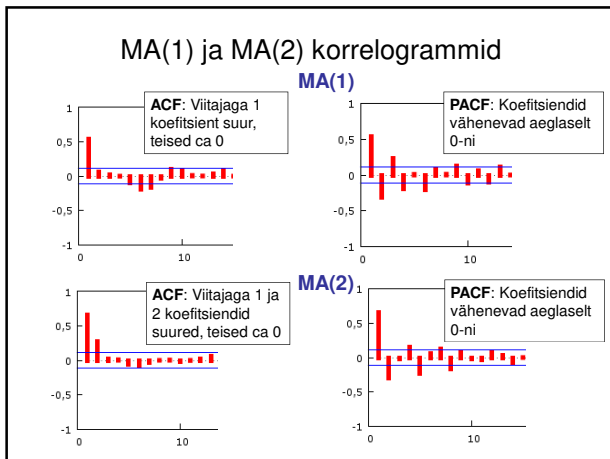 MA(1) ja MA(2) korrelogrammid
MA(1)
ACF: Viitajaga 1
koefitsient suur,
teised ca 0
1
0,5
0
-0,5
-1
0
10
PACF: Koefitsiendid
vähenevad aeglaselt
0-ni
1
0,5
0
-0,5
-1
0
10
MA(2)
ACF: Viitajaga 1 ja
2 koefitsiendid
suured, teised ca 0
1
0,5
0
-0,5
-1
0
10
PACF: Koefitsiendid
vähenevad aeglaselt
0-ni
1
0,5
0
-0,5
-1
0
10